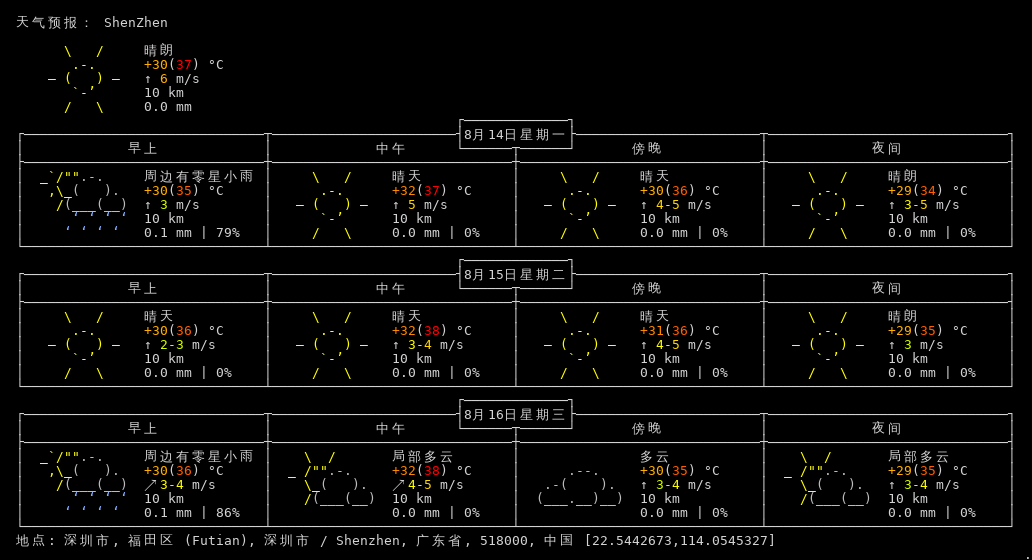 天气预报： ShenZhen
晴朗
+30(37) °C
↑ 6 m/s
10 km
0.0 mm
8月14日星期一
早上 中午 傍晚 夜间
周边有零星小雨 晴天 晴天 晴朗
+30(35) °C +32(37) °C +30(36) °C +29(34) °C
↑ 3 m/s ↑ 5 m/s ↑ 4-5 m/s ↑ 3-5 m/s
10 km 10 km 10 km 10 km
0.1 mm | 79% 0.0 mm | 0% 0.0 mm | 0% 0.0 mm | 0%
8月15日星期二
早上 中午 傍晚 夜间
晴天 晴天 晴天 晴朗
+30(36) °C +32(38) °C +31(36) °C +29(35) °C
↑ 2-3 m/s ↑ 3-4 m/s ↑ 4-5 m/s ↑ 3 m/s
10 km 10 km 10 km 10 km
0.0 mm | 0% 0.0 mm | 0% 0.0 mm | 0% 0.0 mm | 0%
8月16日星期三
早上 中午 傍晚 夜间
周边有零星小雨 局部多云 多云 局部多云
+30(36) °C +32(38) °C +30(35) °C +29(35) °C
↗ 3-4 m/s ↗ 4-5 m/s ↑ 3-4 m/s ↑ 3-4 m/s
10 km 10 km 10 km 10 km
0.1 mm | 86% 0.0 mm | 0% 0.0 mm | 0% 0.0 mm | 0%
地点: 深圳市, 福田区 (Futian), 深圳市 / Shenzhen, 广东省, 518000, 中国 [22.5442673,114.0545327]